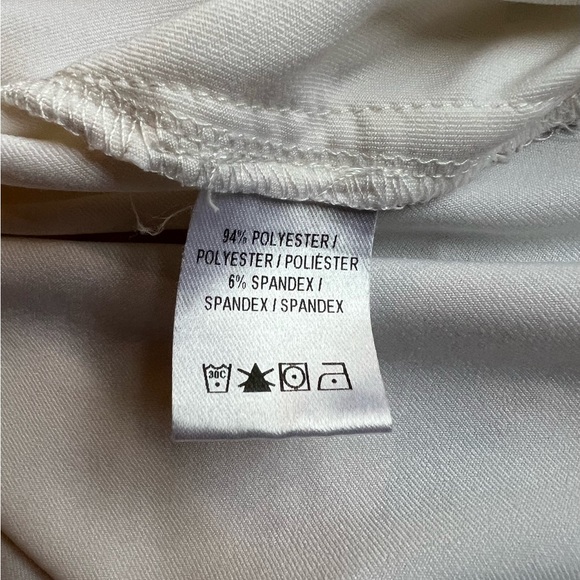 94% POLYESTER /
POLYESTER / POLIÉSTER
6% SPANDEX /
SPANDEX / SPANDEX
30C